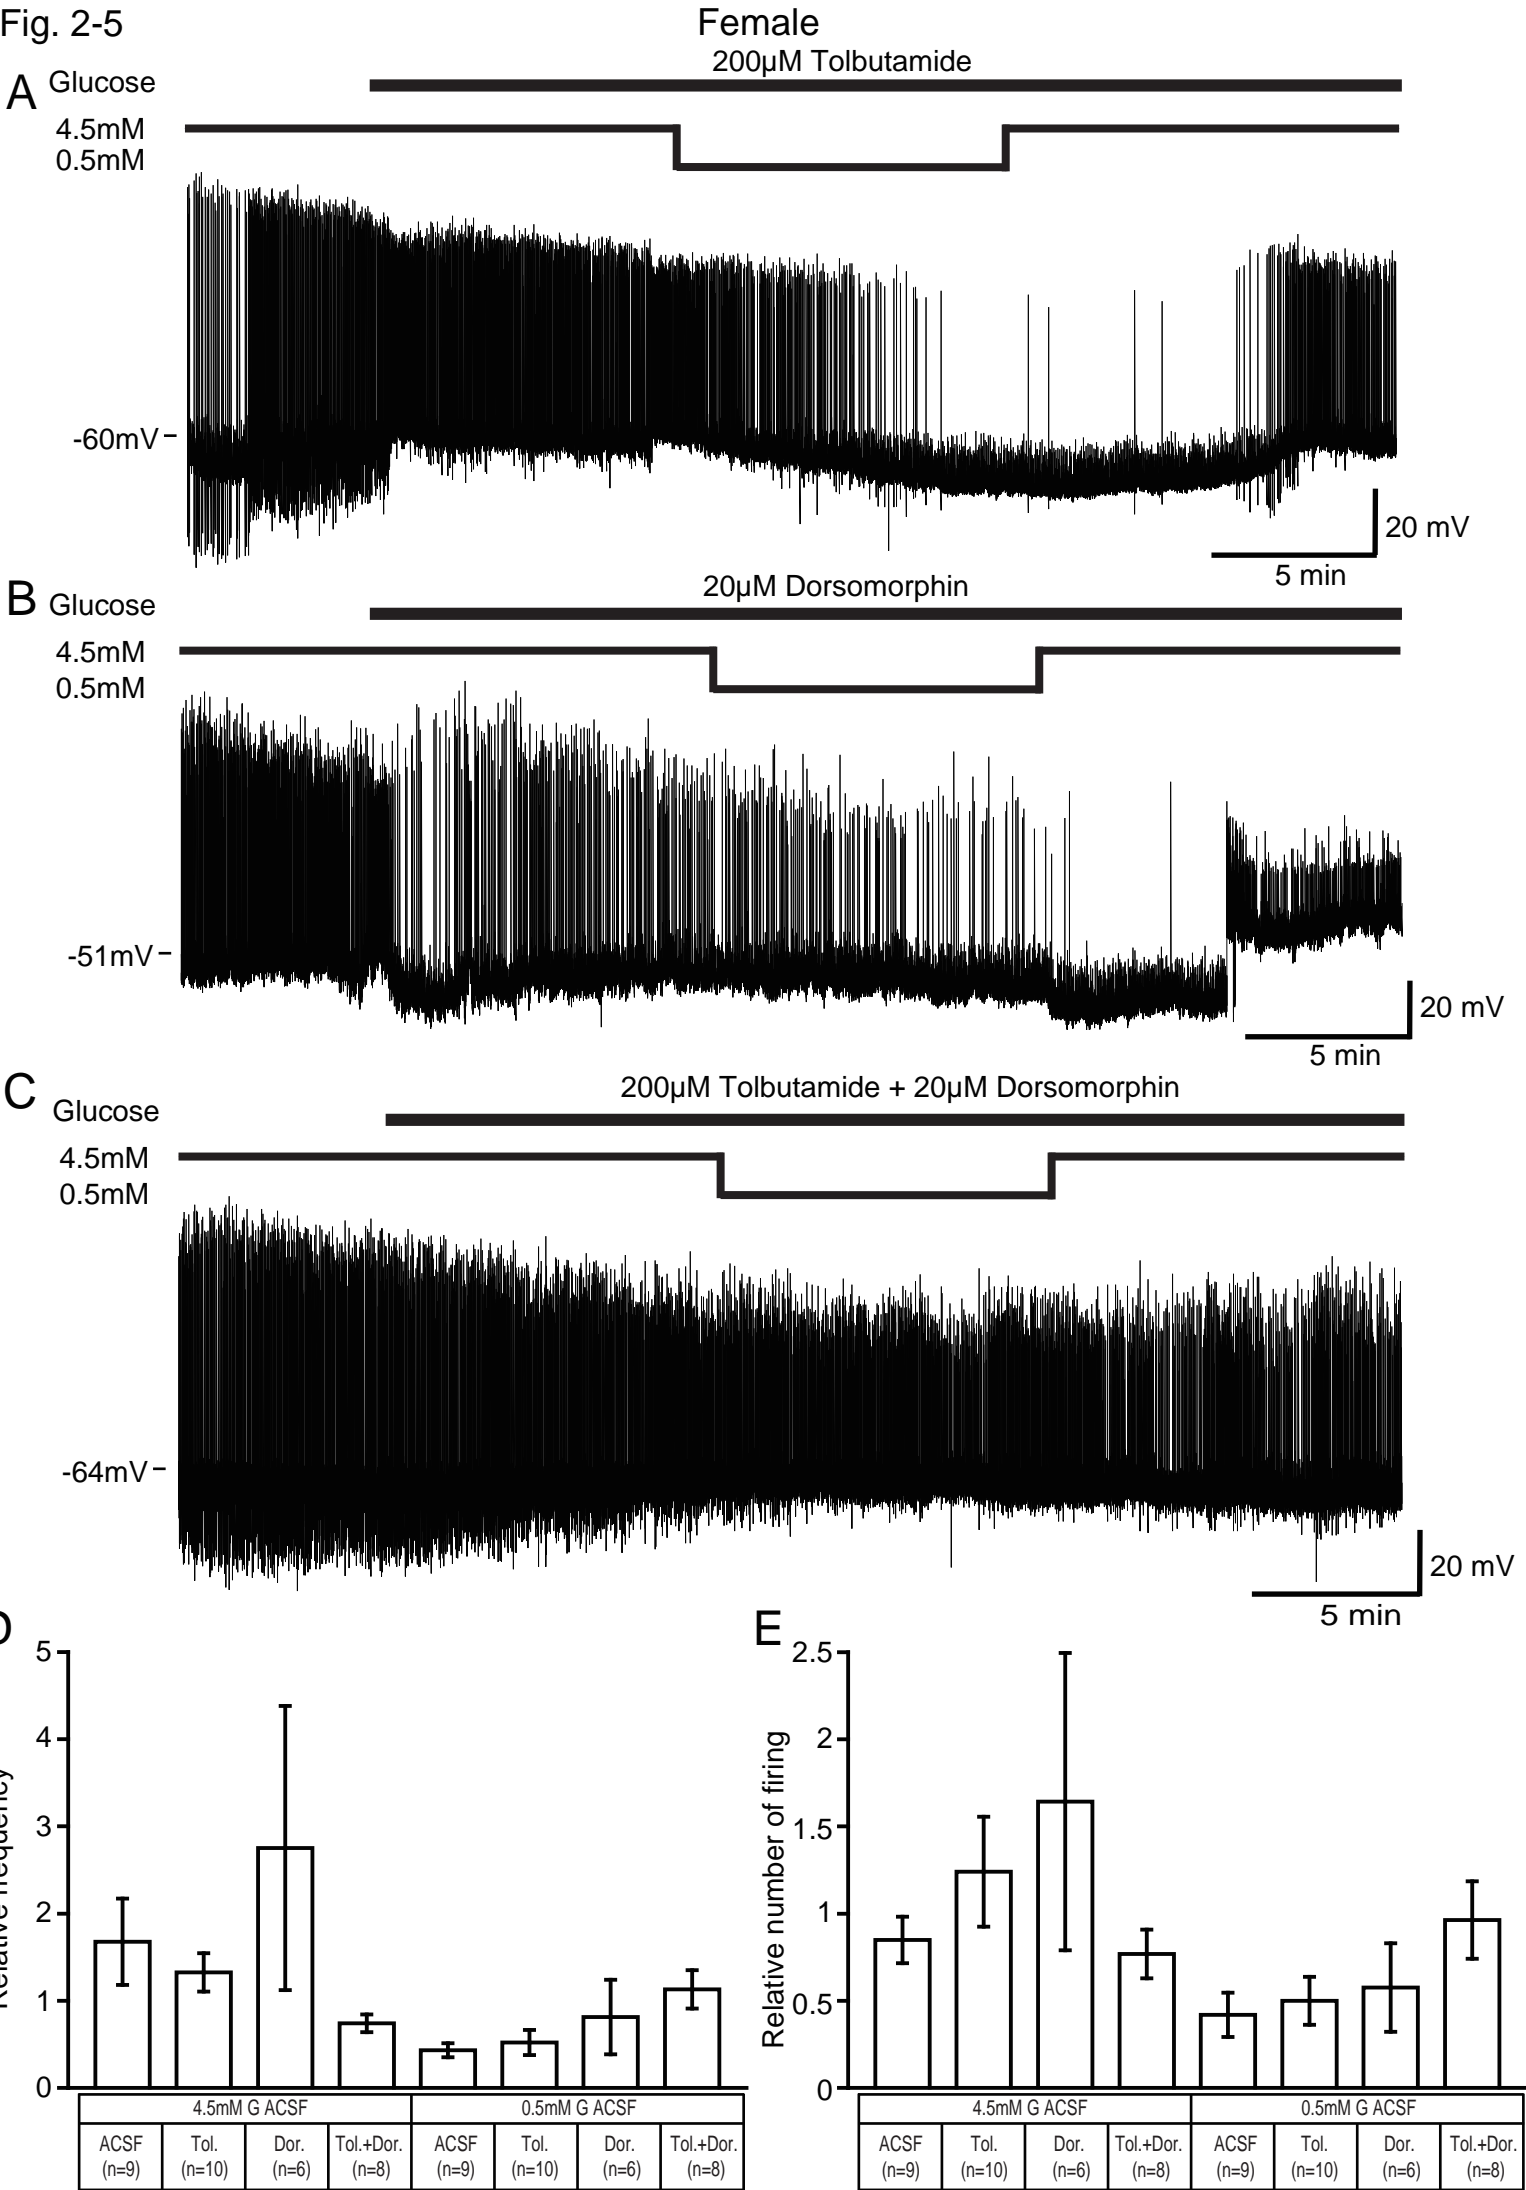 Fig. 2-5
Female
200µM Tolbutamide
A
Glucose
4.5mM
0.5mM
-60mV
20 mV
5 min
20µM Dorsomorphin
B
Glucose
4.5mM
0.5mM
-51mV
20 mV
5 min
C
200µM Tolbutamide + 20µM Dorsomorphin
Glucose
4.5mM
0.5mM
-64mV
20 mV
5 min
D
5
4
3
2
1
0
Relative frequency
4.5mM G ACSF
0.5mM G ACSF
ACSF Tol. Dor. Tol.+Dor. ACSF Tol. Dor. Tol.+Dor.
(n=9) (n=10) (n=6) (n=8) (n=9) (n=10) (n=6) (n=8)
E
2.5
2
1.5
1
0.5
0
Relative number of firing
4.5mM G ACSF
0.5mM G ACSF
ACSF Tol. Dor. Tol.+Dor. ACSF Tol. Dor. Tol.+Dor.
(n=9) (n=10) (n=6) (n=8) (n=9) (n=10) (n=6) (n=8)